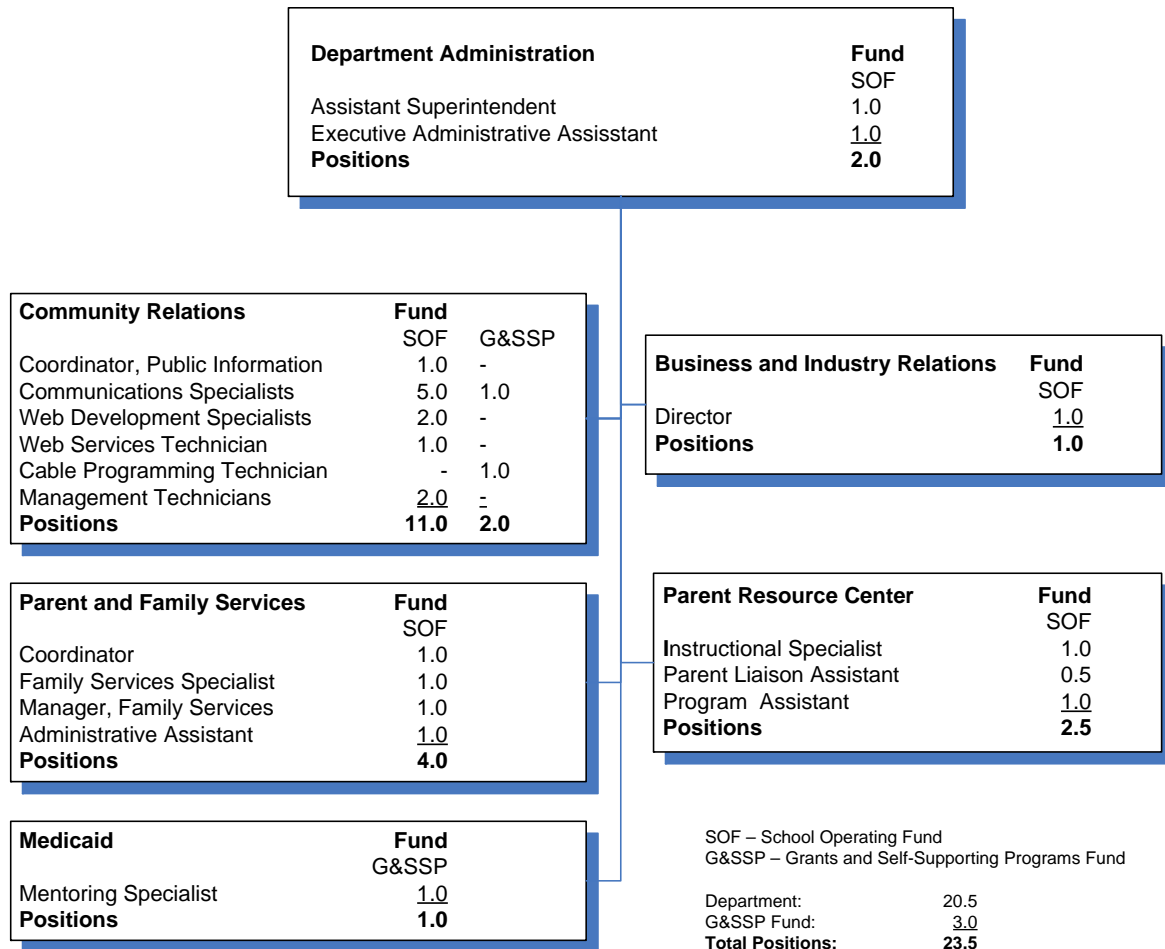 Department Administration Fund
SOF
Assistant Superintendent 1.0
Executive Administrative Assisstant 1.0
Positions 2.0
Community Relations Fund
SOF G&SSP
Coordinator, Public Information 1.0 -
Communications Specialists 5.0 1.0
Web Development Specialists 2.0 -
Web Services Technician 1.0 -
Cable Programming Technician - 1.0
Management Technicians 2.0 -
Positions 11.0 2.0
Business and Industry Relations Fund
SOF
Director 1.0
Positions 1.0
Parent and Family Services Fund
SOF
Coordinator 1.0
Family Services Specialist 1.0
Manager, Family Services 1.0
Administrative Assistant 1.0
Positions 4.0
Parent Resource Center Fund
SOF
Instructional Specialist 1.0
Parent Liaison Assistant 0.5
Program Assistant 1.0
Positions 2.5
Medicaid Fund
G&SSP
Mentoring Specialist 1.0
Positions 1.0
SOF – School Operating Fund
G&SSP – Grants and Self-Supporting Programs Fund
Department: 20.5
G&SSP Fund: 3.0
Total Positions: 23.5